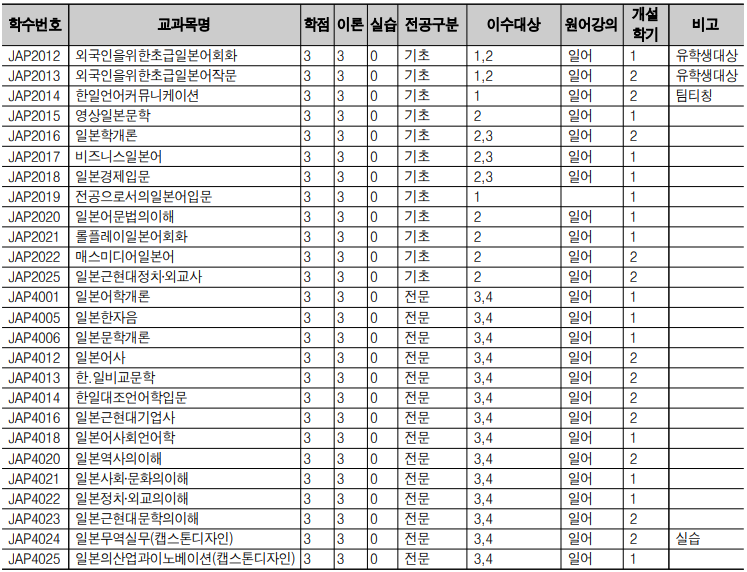 학수번호 교과목명 학점 이론 실습 전공구분 이수대상 원어강의 개설학기 비고
JAP2012 외국인을위한초급일본어회화 3 3 0 기초 1,2 일어 1 유학생대상
JAP2013 외국인을위한초급일본어작문 3 3 0 기초 1,2 일어 2 유학생대상
JAP2014 한일언어커뮤니케이션 3 3 0 기초 1 일어 2 팀티칭
JAP2015 영상일본문학 3 3 0 기초 2 일어 1
JAP2016 일본학개론 3 3 0 기초 2,3 일어 2
JAP2017 비즈니스일본어 3 3 0 기초 2,3 일어 1
JAP2018 일본경제입문 3 3 0 기초 2,3 일어 1
JAP2019 전공으로서의일본어입문 3 3 0 기초 1 1
JAP2020 일본어문법의이해 3 3 0 기초 2 일어 1
JAP2021 롤플레이일본어회화 3 3 0 기초 2 일어 1
JAP2022 매스미디어일본어 3 3 0 기초 2 일어 2
JAP2025 일본근현대정치·외교사 3 3 0 기초 2 일어 2
JAP4001 일본어학개론 3 3 0 전문 3,4 일어 1
JAP4005 일본한자음 3 3 0 전문 3,4 일어 1
JAP4006 일본문학개론 3 3 0 전문 3,4 일어 1
JAP4012 일본어사 3 3 0 전문 3,4 일어 2
JAP4013 한.일비교문학 3 3 0 전문 3,4 일어 2
JAP4014 한일대조언어학입문 3 3 0 전문 3,4 일어 2
JAP4016 일본근현대기업사 3 3 0 전문 3,4 일어 2
JAP4018 일본어사회언어학 3 3 0 전문 3,4 일어 1
JAP4020 일본역사의이해 3 3 0 전문 3,4 일어 2
JAP4021 일본사회·문화의이해 3 3 0 전문 3,4 일어 1
JAP4022 일본정치·외교의이해 3 3 0 전문 3,4 일어 1
JAP4023 일본근현대문학의이해 3 3 0 전문 3,4 일어 2
JAP4024 일본무역실무(캡스톤디자인) 3 3 0 전문 3,4 일어 2 실습
JAP4025 일본의산업과이노베이션(캡스톤디자인) 3 3 0 전문 3,4 일어 1